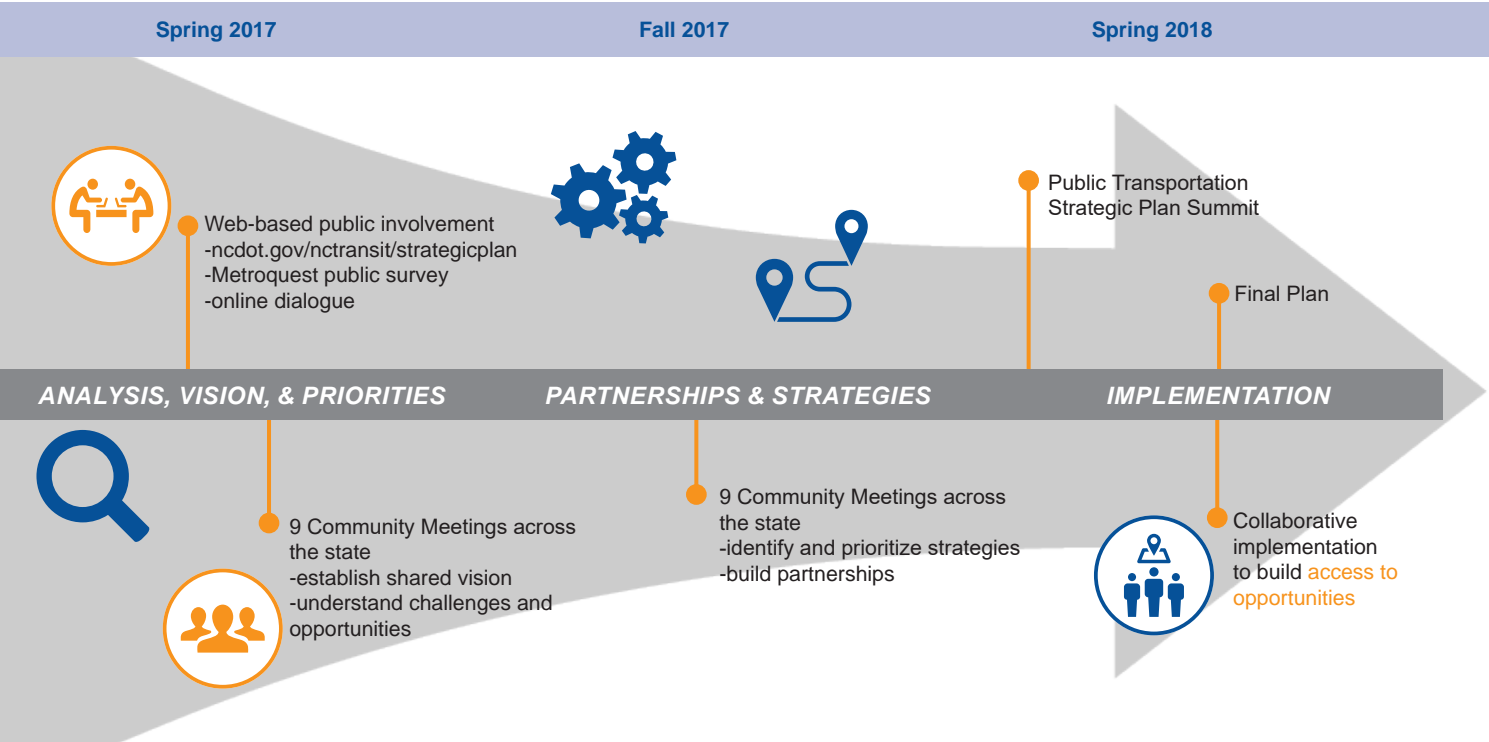 Spring 2017
Fall 2017
Spring 2018
Web-based public involvement
-ncdot.gov/nctransit/strategicplan
-Metroquest public survey
-online dialogue
Public Transportation
Strategic Plan Summit
Final Plan
ANALYSIS, VISION, & PRIORITIES
PARTNERSHIPS & STRATEGIES
IMPLEMENTATION
9 Community Meetings across
the state
-establish shared vision
-understand challenges and
opportunities
9 Community Meetings across
the state
-identify and prioritize strategies
-build partnerships
Collaborative
implementation
to build access to
opportunities